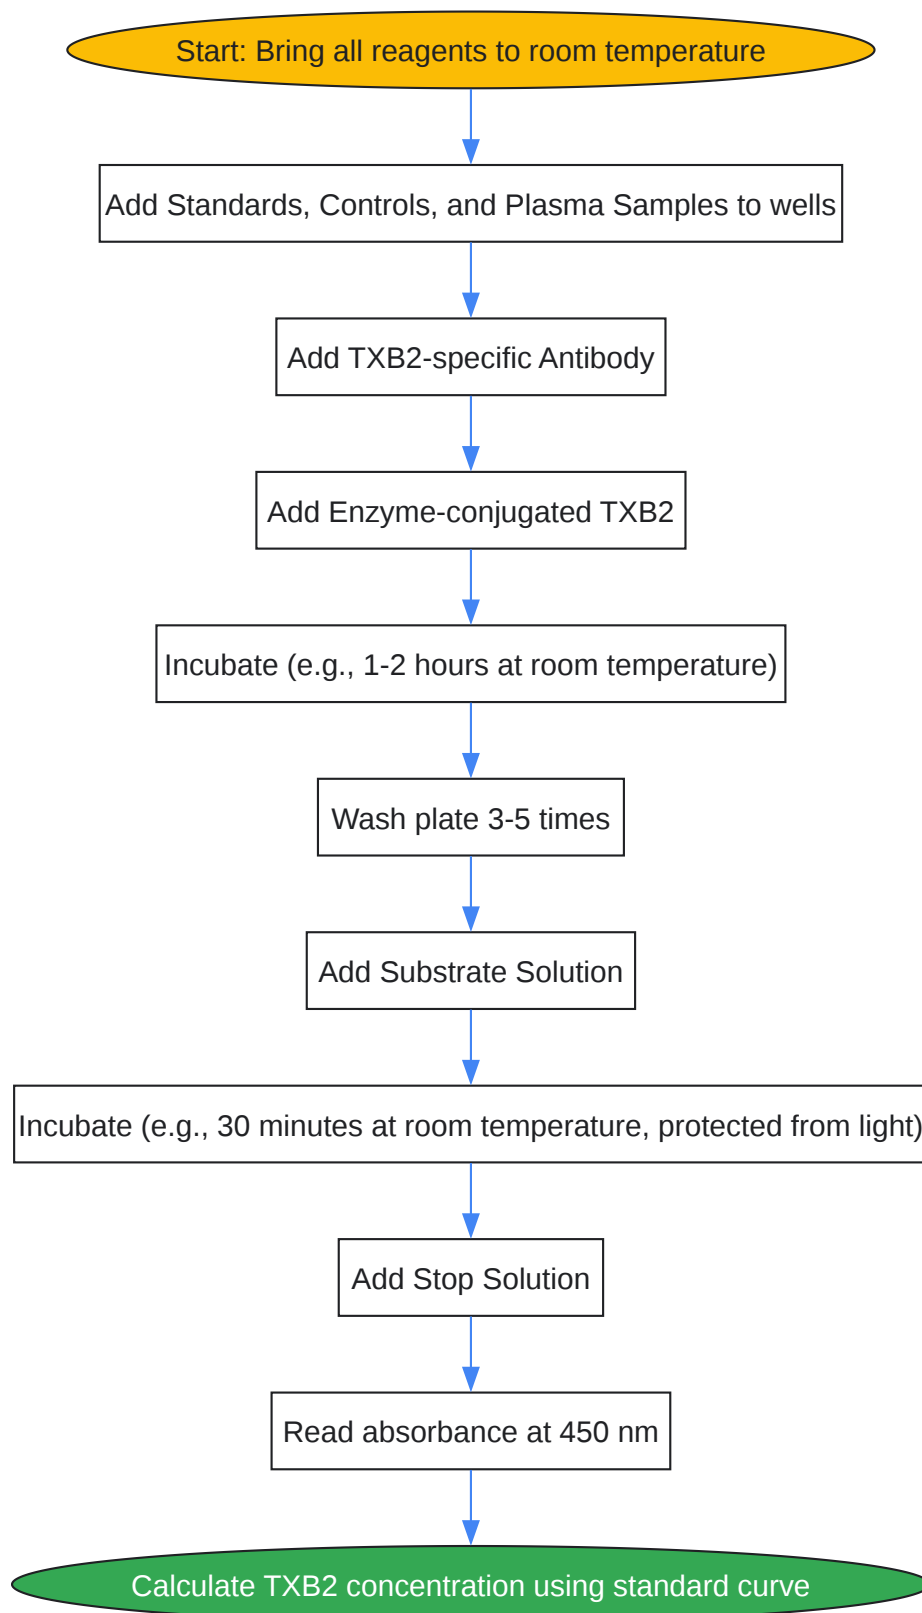 Start: Bring all reagents to room temperature
Add Standards, Controls, and Plasma Samples to wells
Add TXB2-specific Antibody
Add Enzyme-conjugated TXB2
Incubate (e.g., 1-2 hours at room temperature)
Wash plate 3-5 times
Add Substrate Solution
Incubate (e.g., 30 minutes at room temperature, protected from light)
Add Stop Solution
Read absorbance at 450 nm
Calculate TXB2 concentration using standard curve